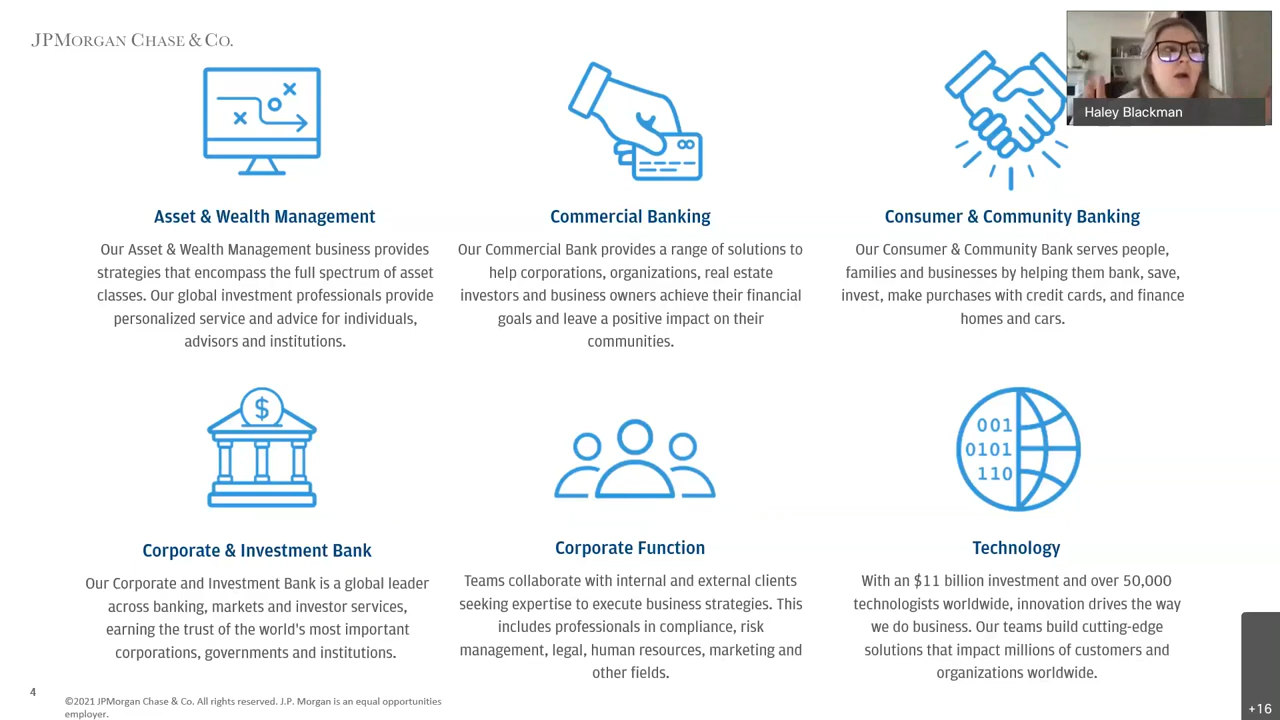 JPMORGAN CHASE & CO.
Haley Blackman
Asset & Wealth Management
Our Asset & Wealth Management business provides
strategies that encompass the full spectrum of asset
classes. Our global investment professionals provide
personalized service and advice for individuals,
advisors and institutions.
Commercial Banking
Our Commercial Bank provides a range of solutions to
help corporations, organizations, real estate
investors and business owners achieve their financial
goals and leave a positive impact on their
communities.
Consumer & Community Banking
Our Consumer & Community Bank serves people,
families and businesses by helping them bank, save,
invest, make purchases with credit cards, and finance
homes and cars.
$
Corporate & Investment Bank
Our Corporate and Investment Bank is a global leader
across banking, markets and investor services,
earning the trust of the world's most important
corporations, governments and institutions.
Corporate Function
Teams collaborate with internal and external clients
seeking expertise to execute business strategies. This
includes professionals in compliance, risk
management, legal, human resources, marketing and
other fields.
001
0101
110
Technology
With an $11 billion investment and over 50,000
technologists worldwide, innovation drives the way
we do business. Our teams build cutting-edge
solutions that impact millions of customers and
organizations worldwide.
4
©2021 JPMorgan Chase & Co. All rights reserved. J.P. Morgan is an equal opportunities
employer.
+16